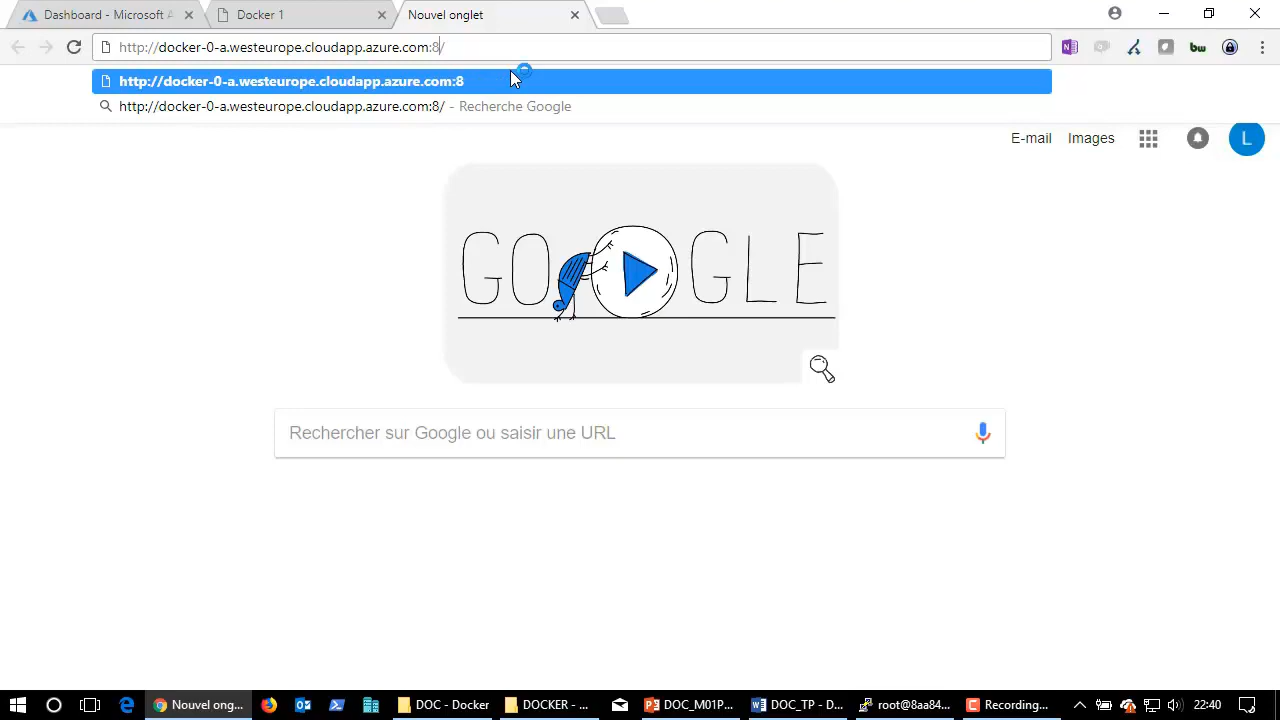 Dashboard - Microsoft A
Docker 1
Nouvel onglet
http://docker-0-a.westeurope.cloudapp.azure.com:8/
http://docker-0-a.westeurope.cloudapp.azure.com:8
http://docker-0-a.westeurope.cloudapp.azure.com:8/ - Recherche Google
E-mail
Images
L
GOOGLE
Rechercher sur Google ou saisir une URL
Nouvel ong...
DOC - Docker
DOCKER - ...
DOC_M01P...
DOC_TP - D...
root@8aa84...
Recording...
22:40